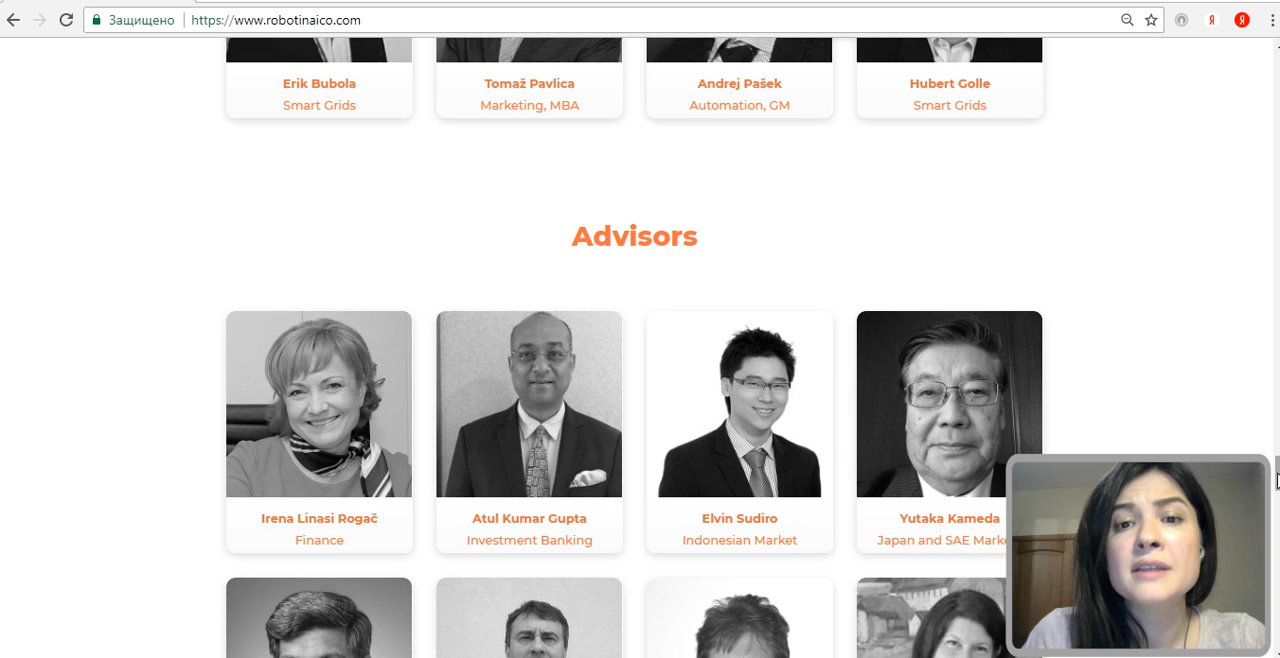 Защищено
https://www.robotinaico.com
Erik Bubola
Smart Grids
Tomaž Pavlica
Marketing, MBA
Andrej Pašek
Automation, GM
Hubert Golle
Smart Grids
Advisors
Irena Linasi Rogač
Finance
Atul Kumar Gupta
Investment Banking
Elvin Sudiro
Indonesian Market
Yutaka Kameda
Japan and SAE Marke